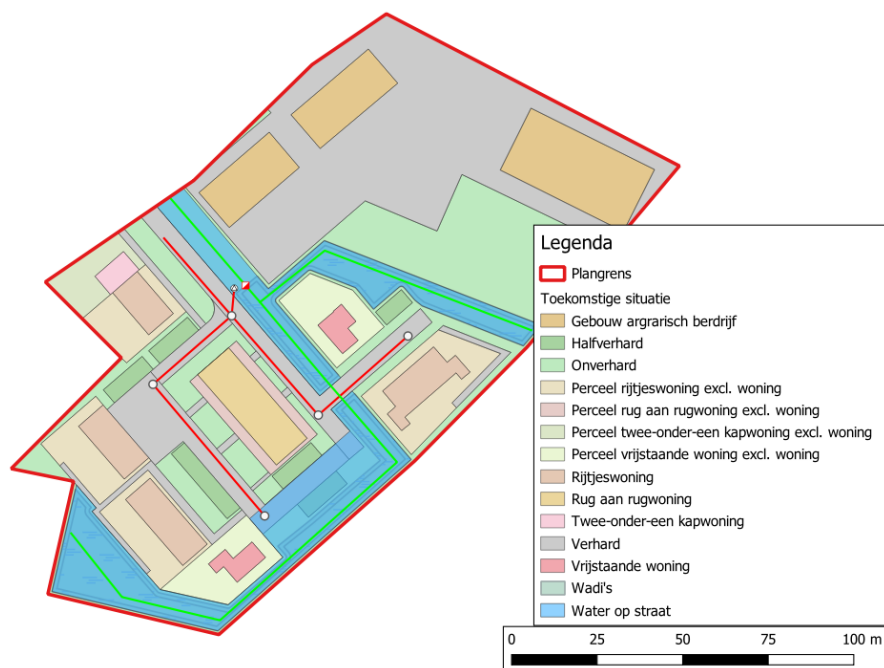 Legenda
Plangrens
Toekomstige situatie
Gebouw argrarisch berdrijf
Halfverhard
Onverhard
Perceel rijtjeswoning excl. woning
Perceel rug aan rugwoning excl. woning
Perceel twee-onder-een kapwoning excl. woning
Perceel vrijstaande woning excl. woning
Rijtjeswoning
Rug aan rugwoning
Twee-onder-een kapwoning
Verhard
Vrijstaande woning
Wadi's
Water op straat
0 25 50 75 100 m